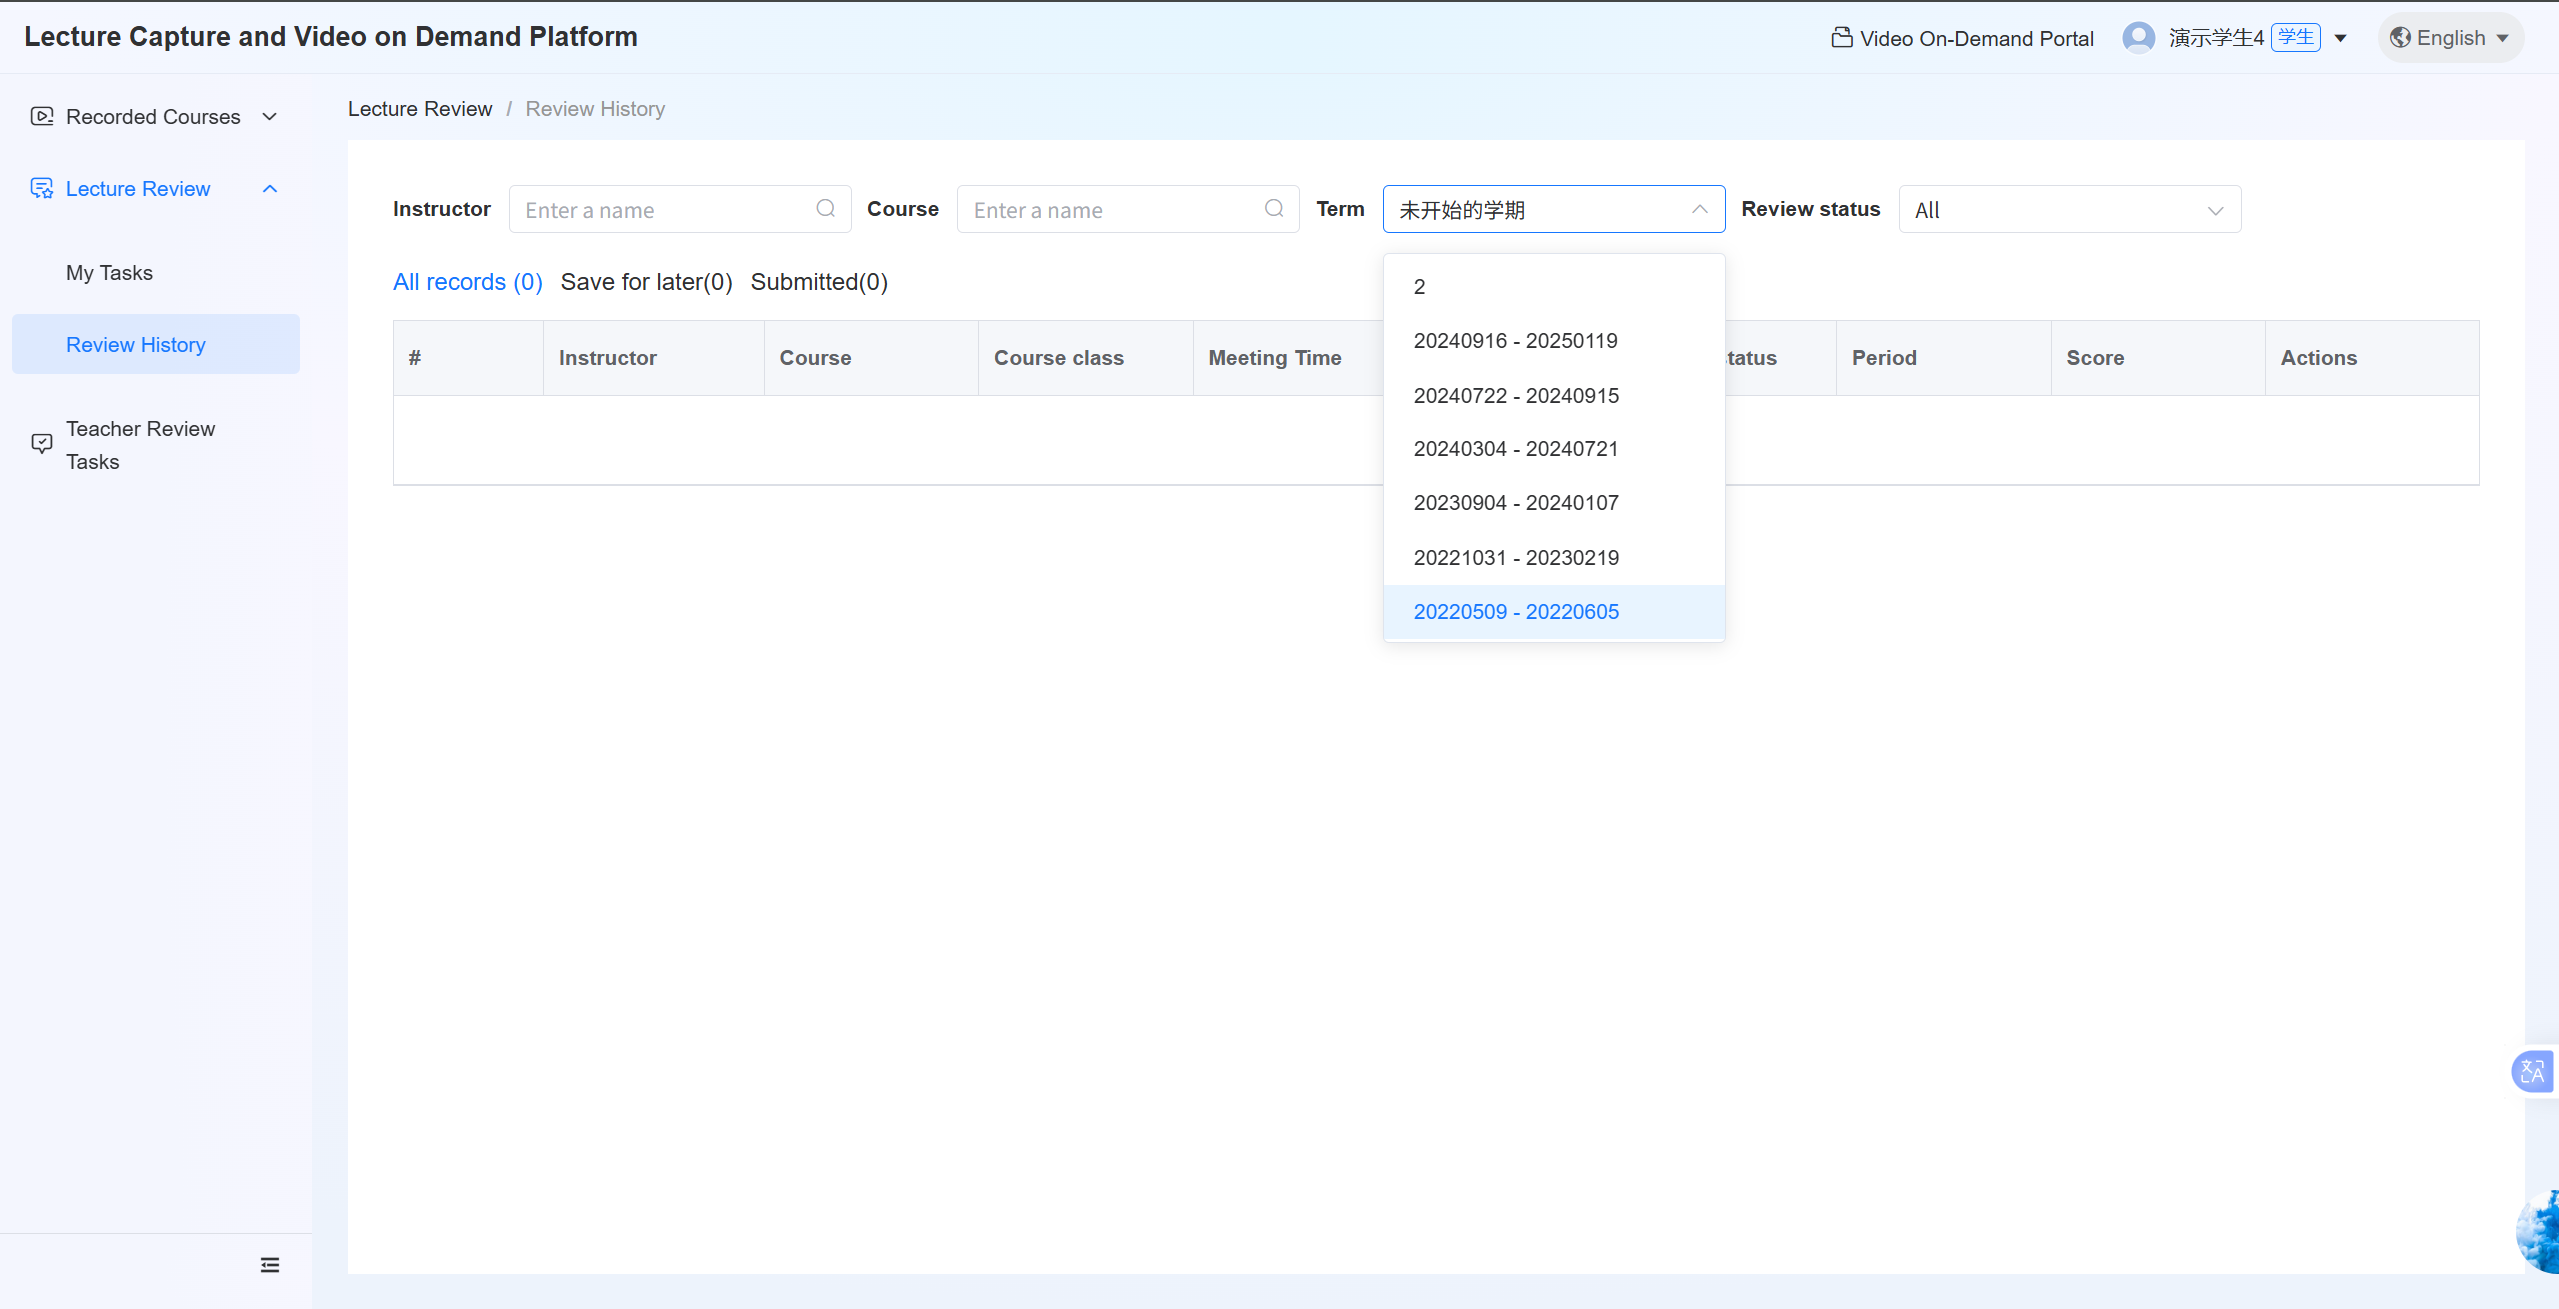 Lecture Capture and Video on Demand Platform
Video On-Demand Portal
演示学生4
学生
English
Recorded Courses
Lecture Review
My Tasks
Review History
Teacher Review
Tasks
Lecture Review / Review History
Instructor
Enter a name
Course
Enter a name
Term
未开始的学期
Review status
All
All records (0)
Save for later(0)
Submitted(0)
#
Instructor
Course
Course class
Meeting Time
tatus
Period
Score
Actions
2
20240916 - 20250119
20240722 - 20240915
20240304 - 20240721
20230904 - 20240107
20221031 - 20230219
20220509 - 20220605